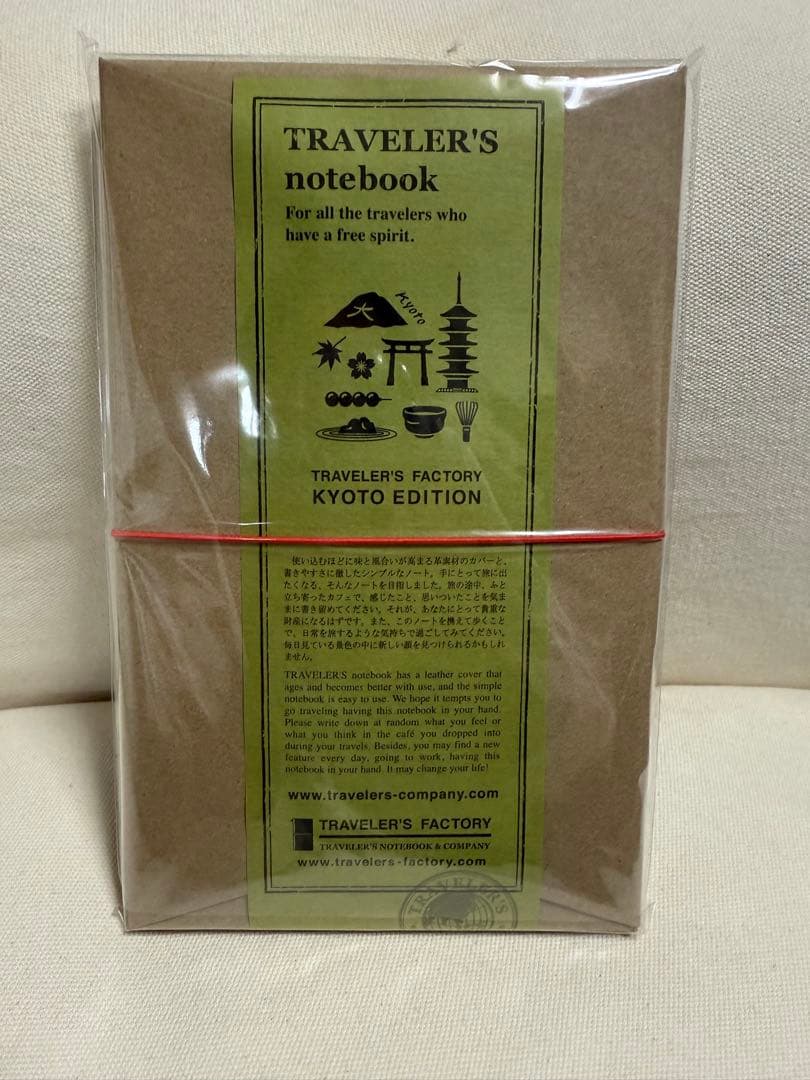 TRAVELER'S
notebook
For all the travelers who
have a free spirit.
Kyoto
大
TRAVELER'S FACTORY
KYOTO EDITION
使い込むほどに味と風合いが高まる革素材のカバーと、
書きやすさに徹したシンプルなノート。手にとって旅に出
たくなる、そんなノートを目指しました。旅の途中、ふと
立ち寄ったカフェで、感じたこと、思いついたことを気ま
まに書き留めてください。それが、あなたにとって貴重な
財産になるはずです。また、このノートを携えて歩くこと
で、日常を旅するような気持ちで過ごしてみてください。
毎日見ている景色の中に新しい顔を見つけられるかもしれ
ません。
TRAVELER'S notebook has a leather cover that
ages and becomes better with use, and the simple
notebook is easy to use. We hope it tempts you to
go traveling having this notebook in your hand.
Please write down at random what you feel or
what you think in the café you dropped into
during your travels. Besides, you may find a new
feature every day, going to work, having this
notebook in your hand. It may change your life!
www.travelers-company.com
TRAVELER'S FACTORY
TRAVELER'S NOTEBOOK & COMPANY
www.travelers-factory.com
TRAVELER'S